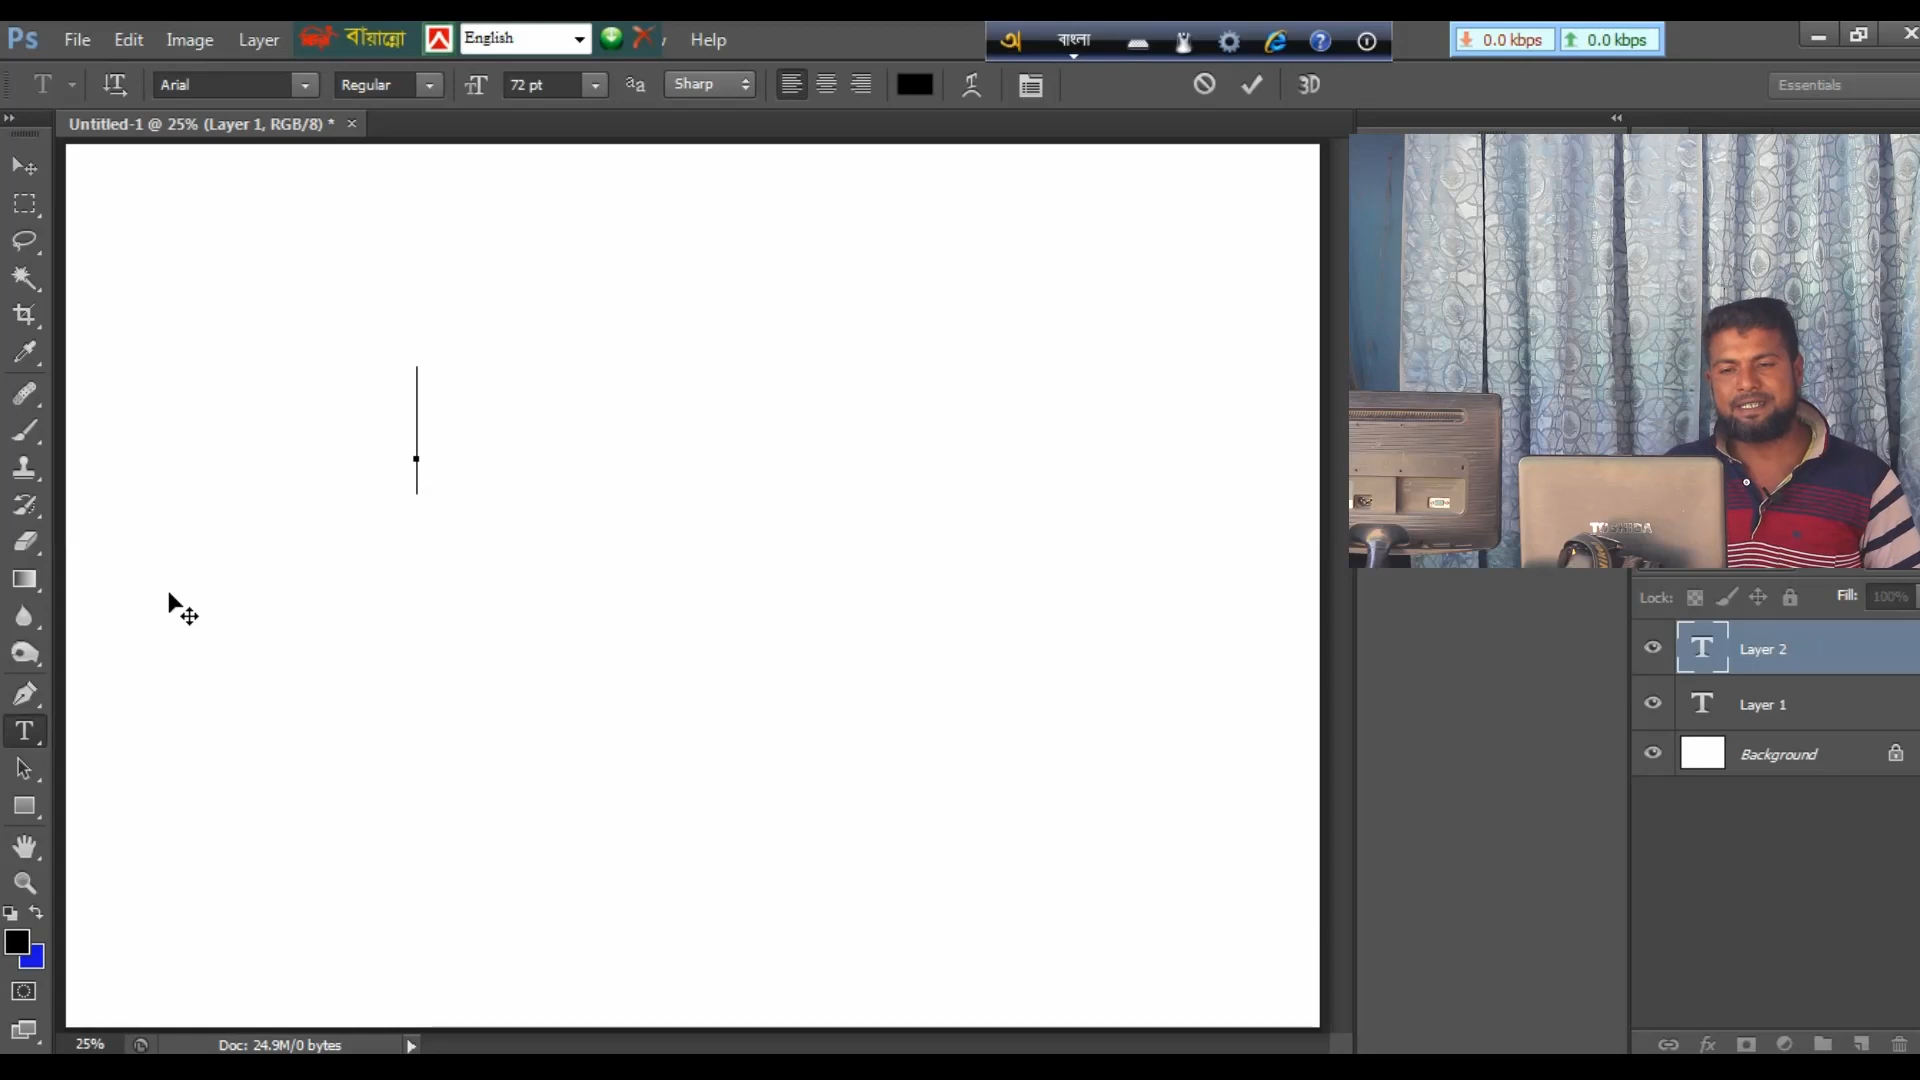 Ps File Edit Image Layer বায়ান্নো English Help অ বাংলা 0.0 kbps 0.0 kbps
T Arial Regular 72 pt aa Sharp 3D Essentials
Untitled-1 @ 25% (Layer 1, RGB/8) *
TOSHIBA
Lock: Fill: 100%
T Layer 2
T Layer 1
Background
fx
25% Doc: 24.9M/0 bytes